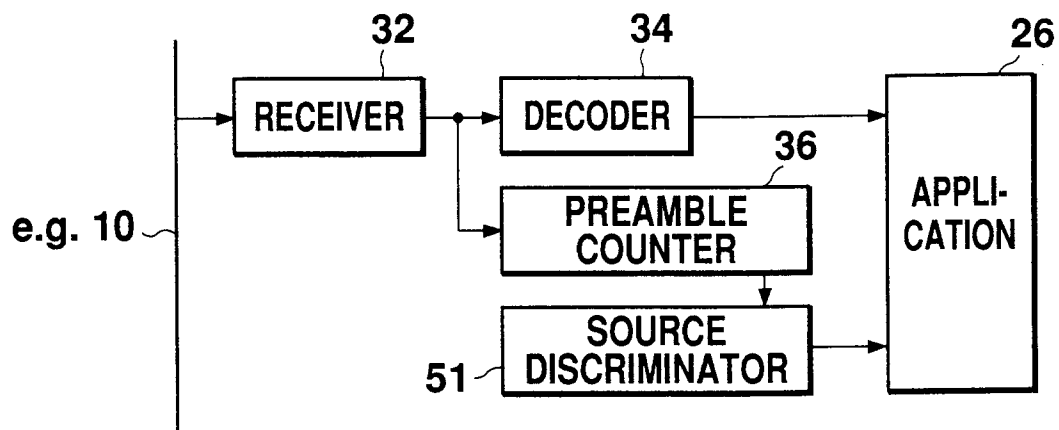 32
34
26
RECEIVER
DECODER
36
APPLI-
CATION
PREAMBLE
COUNTER
e.g. 10
SOURCE
DISCRIMINATOR
51